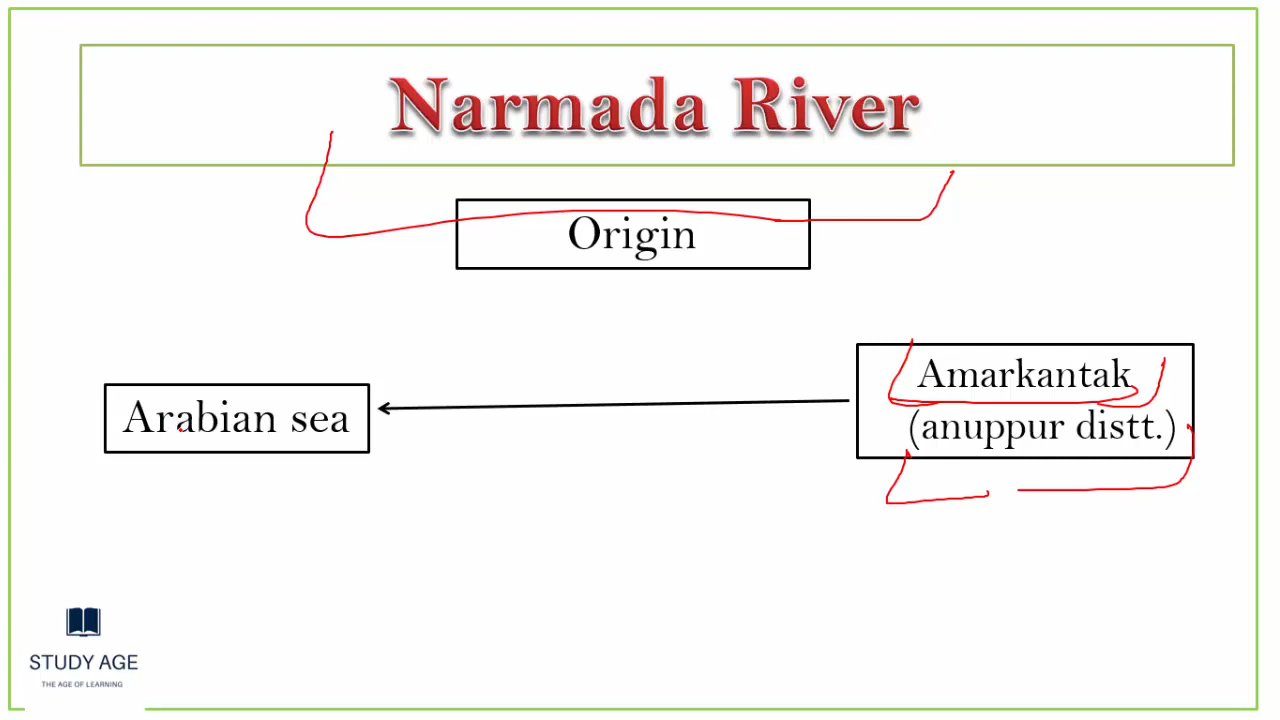 Narmada River
Origin
Amarkantak
(anuppur distt.)
Arabian sea
STUDY AGE
THE AGE OF LEARNING